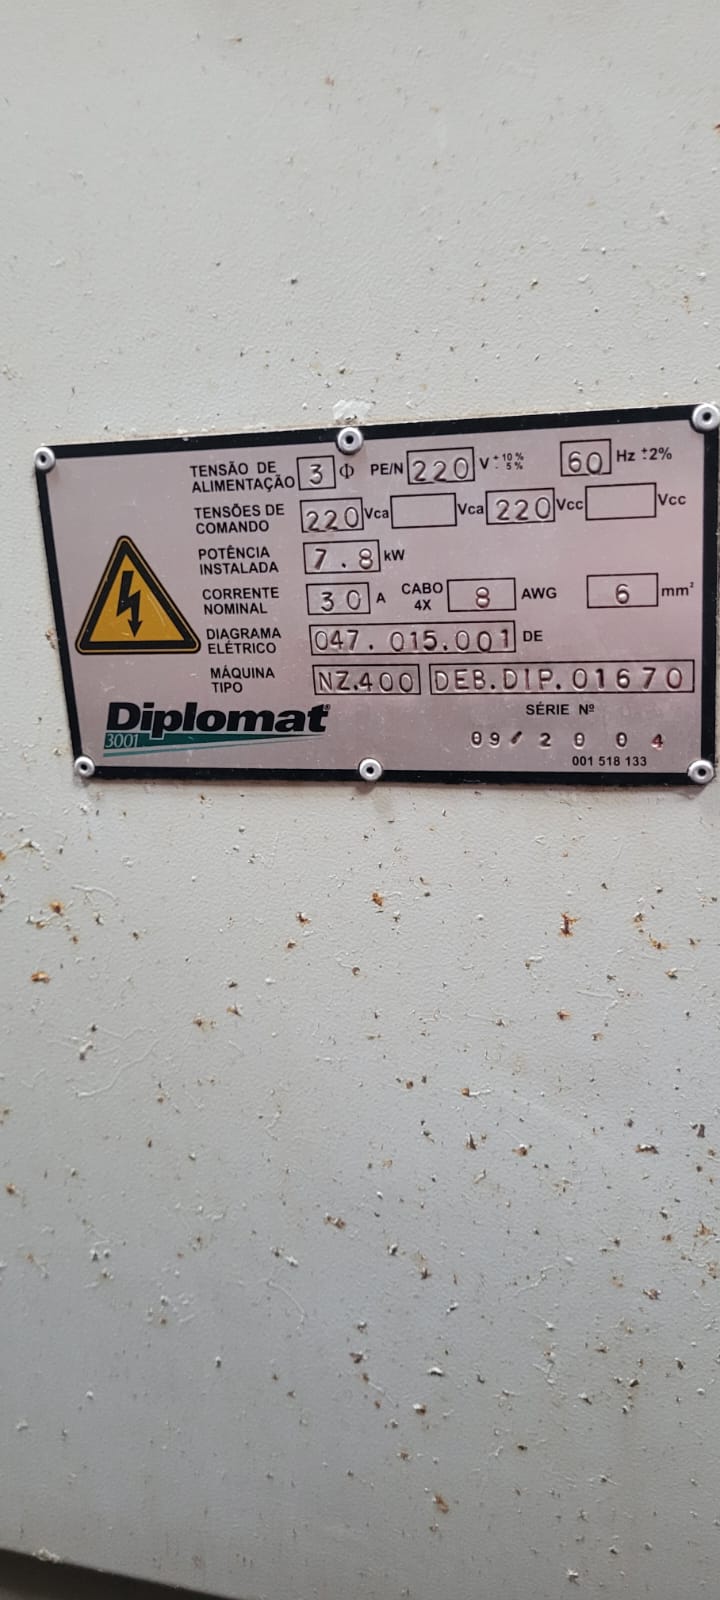 TENSÃO DE ALIMENTAÇÃO 3 Φ PE/N 220 V +10% -5% 60 Hz ±2%
TENSÕES DE COMANDO 220 Vca Vca 220 Vcc Vcc
POTÊNCIA INSTALADA 7.8 kW
CORRENTE NOMINAL 30 A CABO 4X 8 AWG 6 mm²
DIAGRAMA ELÉTRICO 047.015.001 DE
MÁQUINA TIPO NZ.400 DEB.DIP.01670
SÉRIE Nº
Diplomat® 3001
09/2004
001 518 133